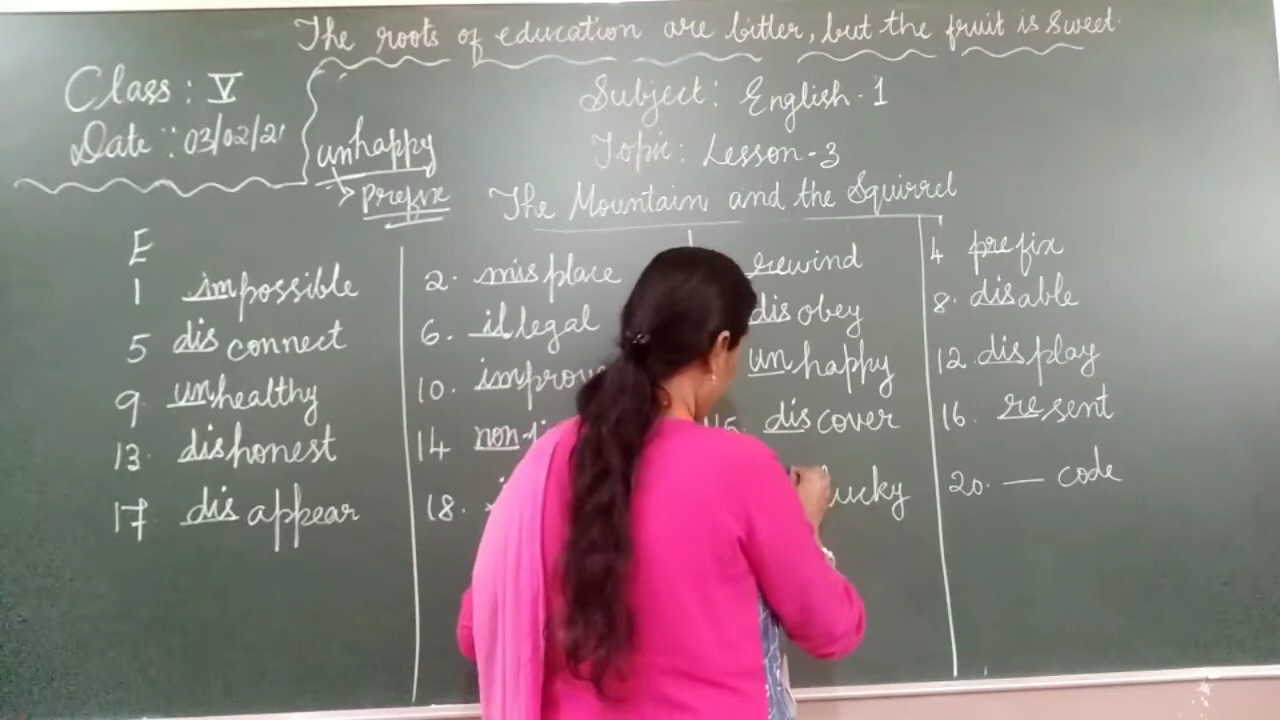 The roots of education are bitter, but the fruit is sweet.
Class : V
Date : 03/02/21
Subject : English - 1
Topic : Lesson - 3
unhappy
prefix
The Mountain and the Squirrel
E
1 impossible
2. misplace
rewind
4 prefix
5 disconnect
6. illegal
disobey
8. disable
9 unhealthy
10. improv
unhappy
12. display
13. dishonest
14 non-
15. discover
16. resent
17 disappear
18.
lucky
20. — code